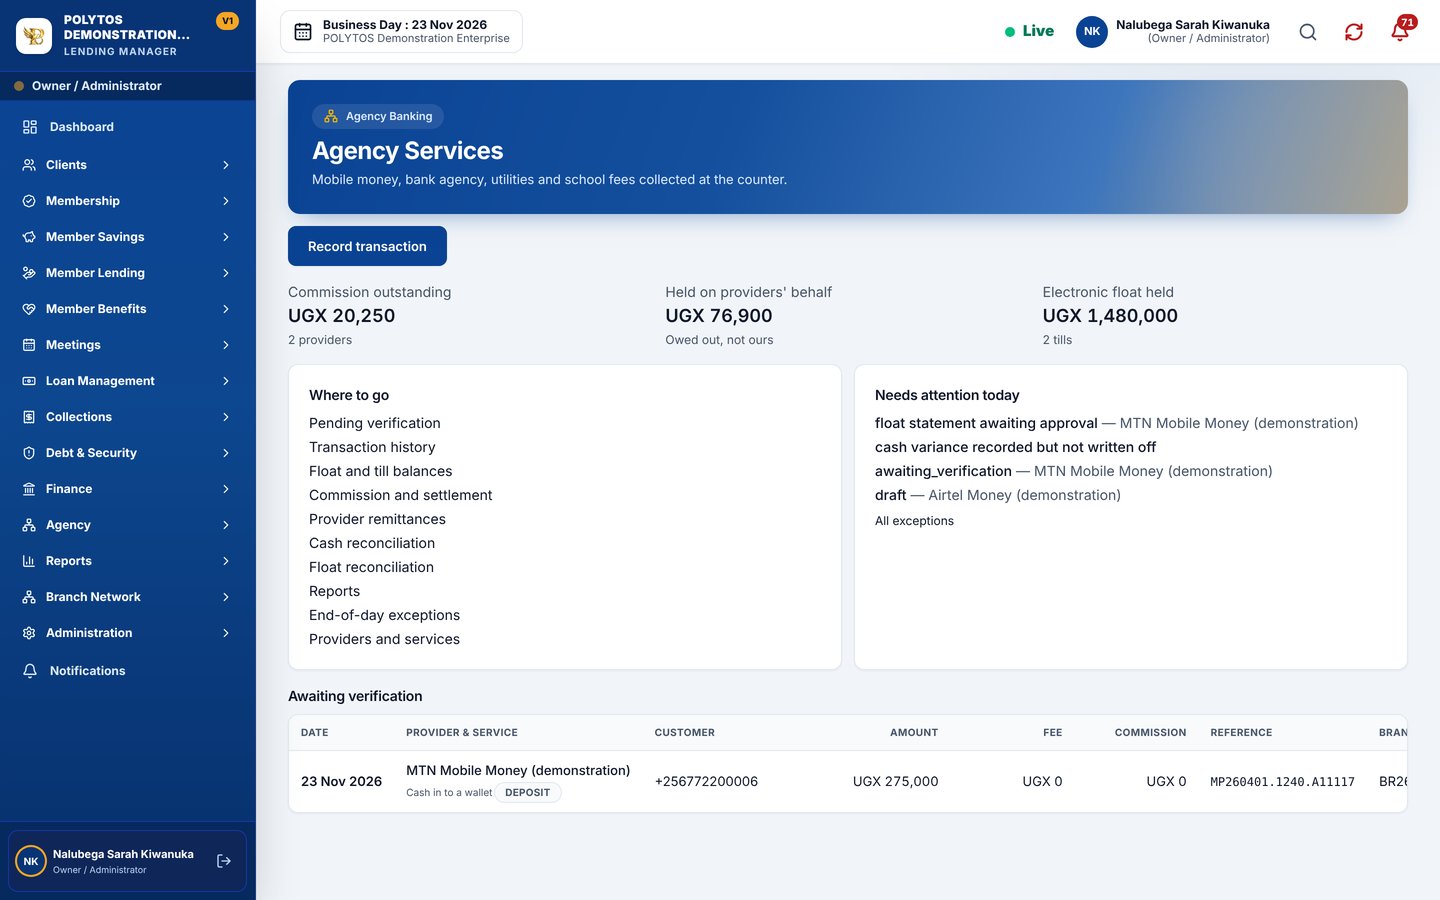 POLYTOS
DEMONSTRATION...
LENDING MANAGER
V1
Owner / Administrator
Dashboard
Clients
Membership
Member Savings
Member Lending
Member Benefits
Meetings
Loan Management
Collections
Debt & Security
Finance
Agency
Reports
Branch Network
Administration
Notifications
NK
Nalubega Sarah Kiwanuka
Owner / Administrator
Business Day : 23 Nov 2026
POLYTOS Demonstration Enterprise
Live
NK
Nalubega Sarah Kiwanuka
(Owner / Administrator)
71
Agency Banking
Agency Services
Mobile money, bank agency, utilities and school fees collected at the counter.
Record transaction
Commission outstanding
UGX 20,250
2 providers
Held on providers' behalf
UGX 76,900
Owed out, not ours
Electronic float held
UGX 1,480,000
2 tills
Where to go
Pending verification
Transaction history
Float and till balances
Commission and settlement
Provider remittances
Cash reconciliation
Float reconciliation
Reports
End-of-day exceptions
Providers and services
Needs attention today
float statement awaiting approval — MTN Mobile Money (demonstration)
cash variance recorded but not written off
awaiting_verification — MTN Mobile Money (demonstration)
draft — Airtel Money (demonstration)
All exceptions
Awaiting verification
DATE PROVIDER & SERVICE CUSTOMER AMOUNT FEE COMMISSION REFERENCE BRAN
23 Nov 2026 MTN Mobile Money (demonstration) +256772200006 UGX 275,000 UGX 0 UGX 0 MP260401.1240.A11117 BR26
Cash in to a wallet DEPOSIT